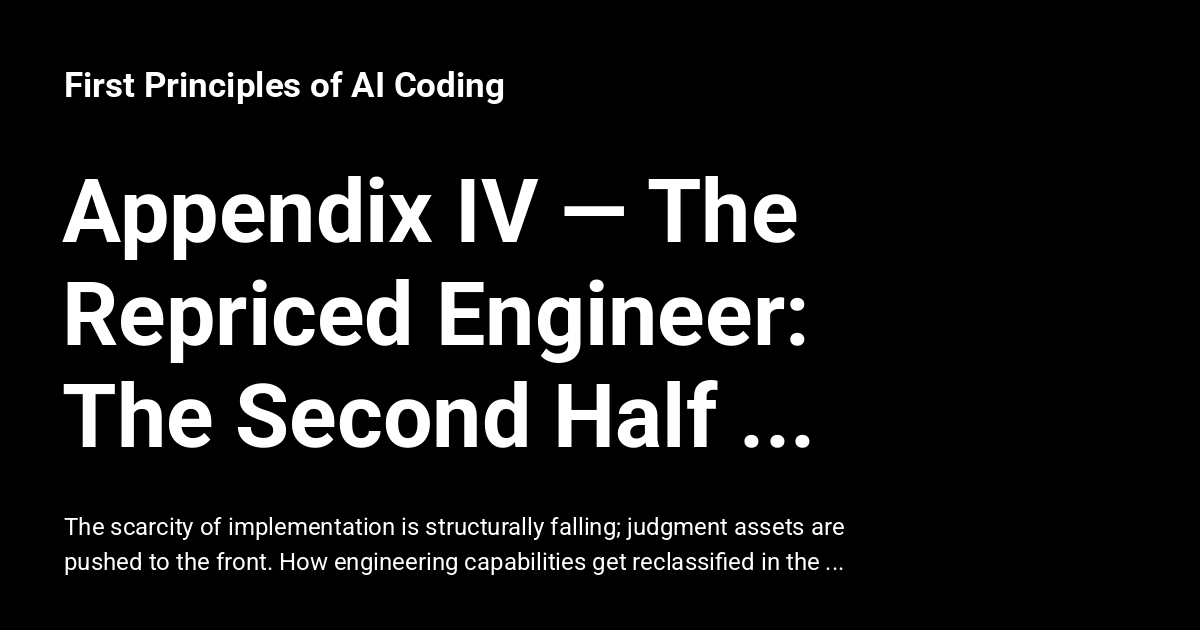 First Principles of AI Coding
Appendix IV — The
Repriced Engineer:
The Second Half ...
The scarcity of implementation is structurally falling; judgment assets are
pushed to the front. How engineering capabilities get reclassified in the ...